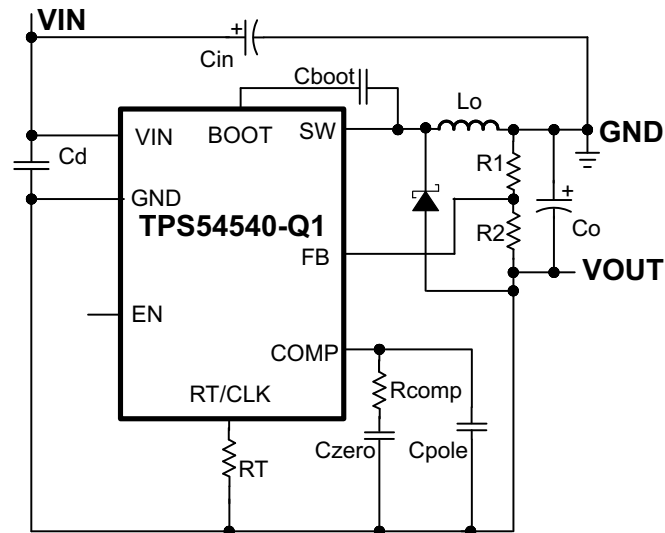 VIN
+
Cin
Cboot
Lo
VIN
BOOT
SW
GND
Cd
R1
GND
+
TPS54540-Q1
R2
Co
FB
VOUT
EN
COMP
RT/CLK
Rcomp
Czero
Cpole
RT